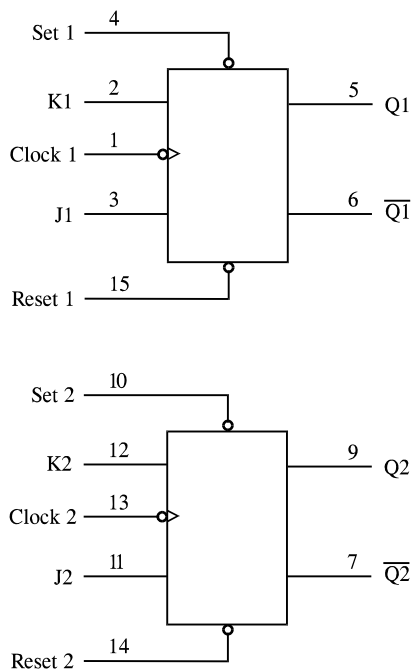 Set 1 4
K1 2 5 Q1
Clock 1 1
J1 3 6 Q1
Reset 1 15
Set 2 10
K2 12 9 Q2
Clock 2 13
J2 11 7 Q2
Reset 2 14